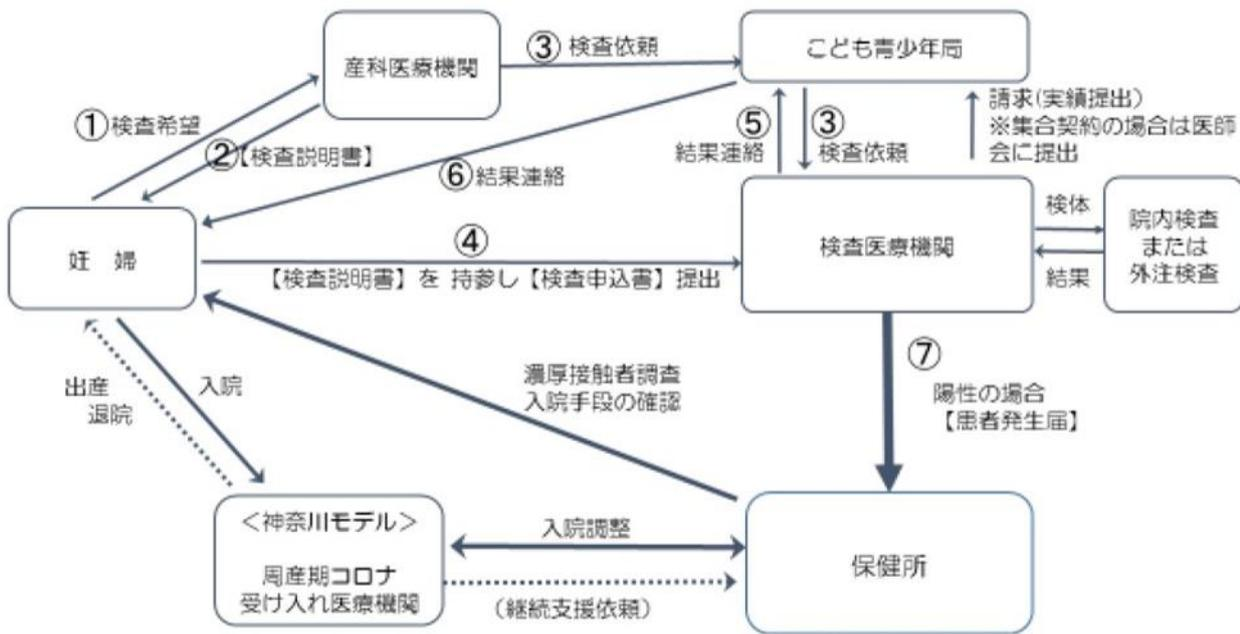 産科医療機関
③ 検査依頼
こども青少年局
① 検査希望
②【検査説明書】
⑥ 結果連絡
⑤
結果連絡
③
検査依頼
請求(実績提出)
※集合契約の場合は医師
会に提出
妊 婦
④
【検査説明書】を 持参し【検査申込書】提出
検査医療機関
検体
結果
院内検査
または
外注検査
出産
退院
入院
濃厚接触者調査
入院手段の確認
⑦
陽性の場合
【患者発生届】
＜神奈川モデル＞
周産期コロナ
受け入れ医療機関
入院調整
(継続支援依頼)
保健所